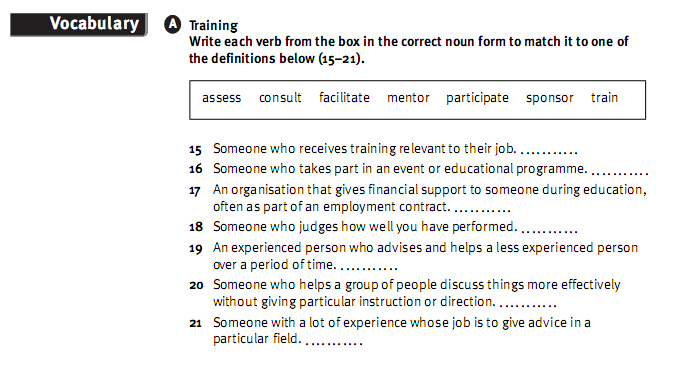 Vocabulary
A Training
Write each verb from the box in the correct noun form to match it to one of
the definitions below (15–21).
assess consult facilitate mentor participate sponsor train
15 Someone who receives training relevant to their job. ...........
16 Someone who takes part in an event or educational programme. ...........
17 An organisation that gives financial support to someone during education,
often as part of an employment contract. ...........
18 Someone who judges how well you have performed. ...........
19 An experienced person who advises and helps a less experienced person
over a period of time. ...........
20 Someone who helps a group of people discuss things more effectively
without giving particular instruction or direction. ...........
21 Someone with a lot of experience whose job is to give advice in a
particular field. ...........